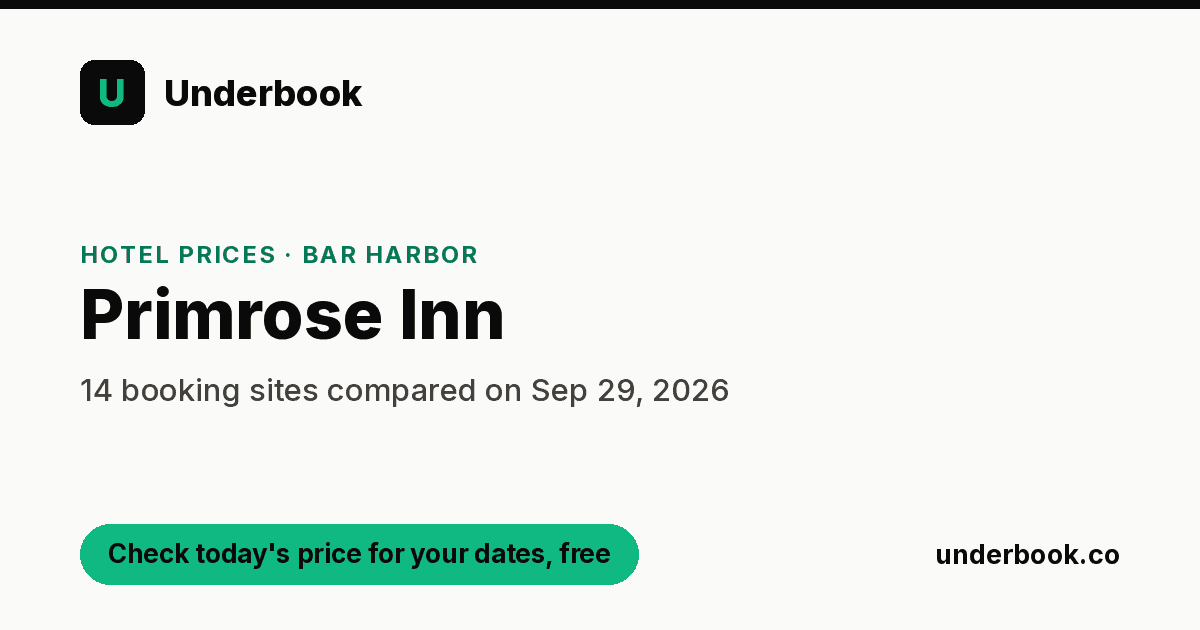 U
Underbook
HOTEL PRICES · BAR HARBOR
Primrose Inn
14 booking sites compared on Sep 29, 2026
Check today's price for your dates, free
underbook.co